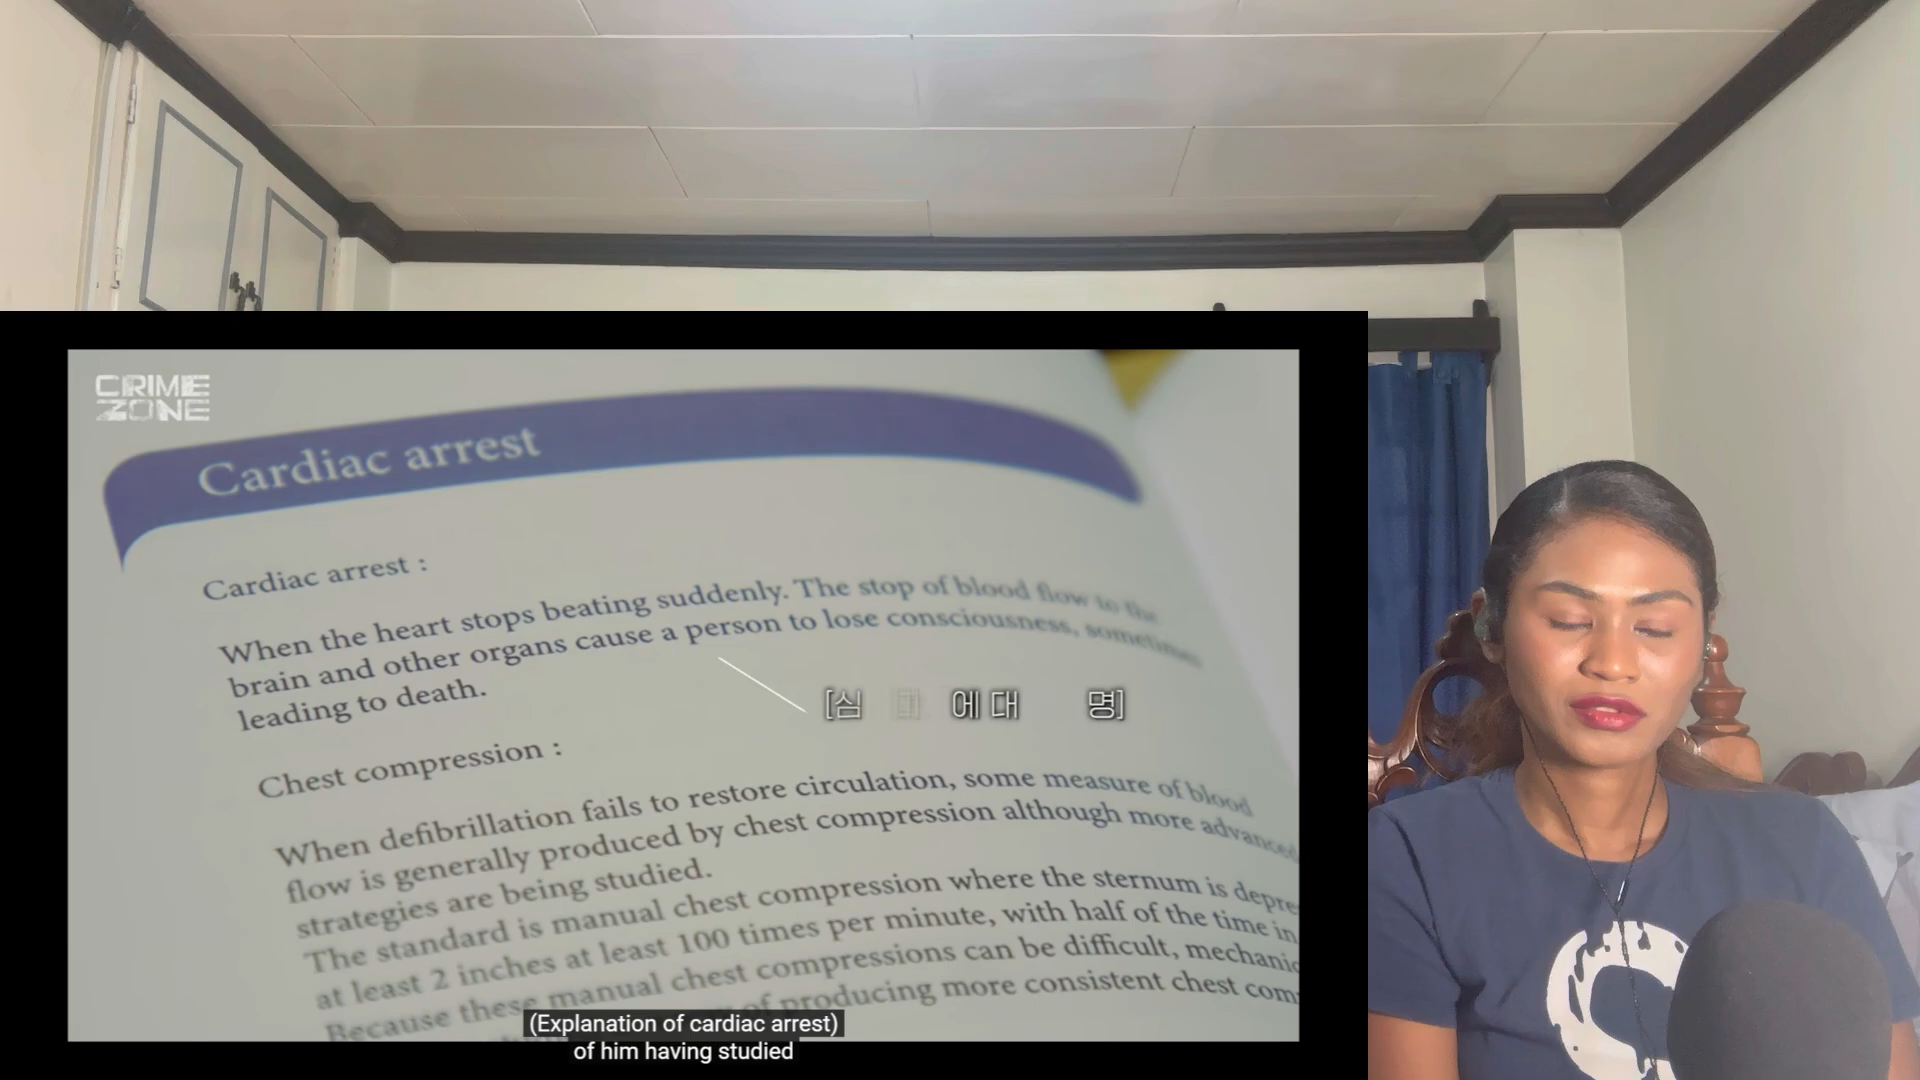 CRIME
ZONE
Cardiac arrest
Cardiac arrest :
When the heart stops beating suddenly. The stop of blood flow to the
brain and other organs cause a person to lose consciousness, sometimes
leading to death.
[심 에 대 명]
Chest compression :
When defibrillation fails to restore circulation, some measure of blood
flow is generally produced by chest compression although more advanced
strategies are being studied.
The standard is manual chest compression where the sternum is depre
at least 2 inches at least 100 times per minute, with half of the time in
Because these manual chest compressions can be difficult, mechanic
of producing more consistent chest com
(Explanation of cardiac arrest)
of him having studied